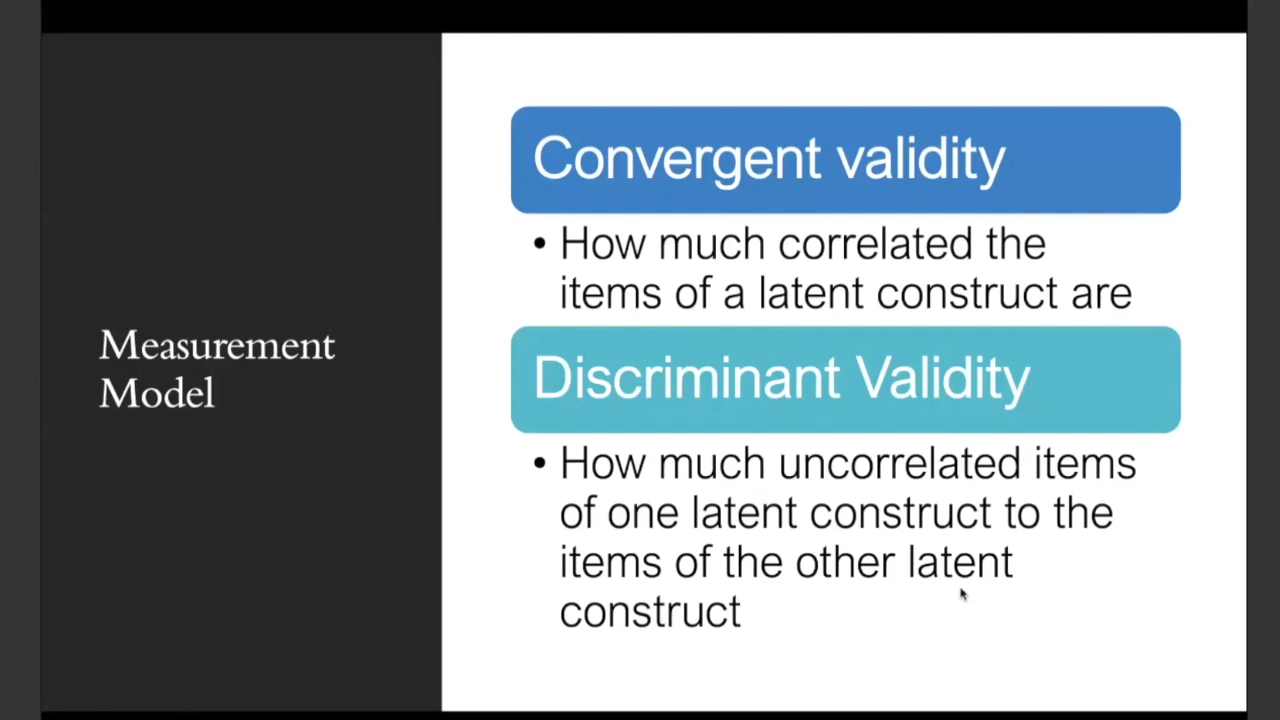 Measurement
Model
Convergent validity
• How much correlated the
items of a latent construct are
Discriminant Validity
• How much uncorrelated items
of one latent construct to the
items of the other latent
construct